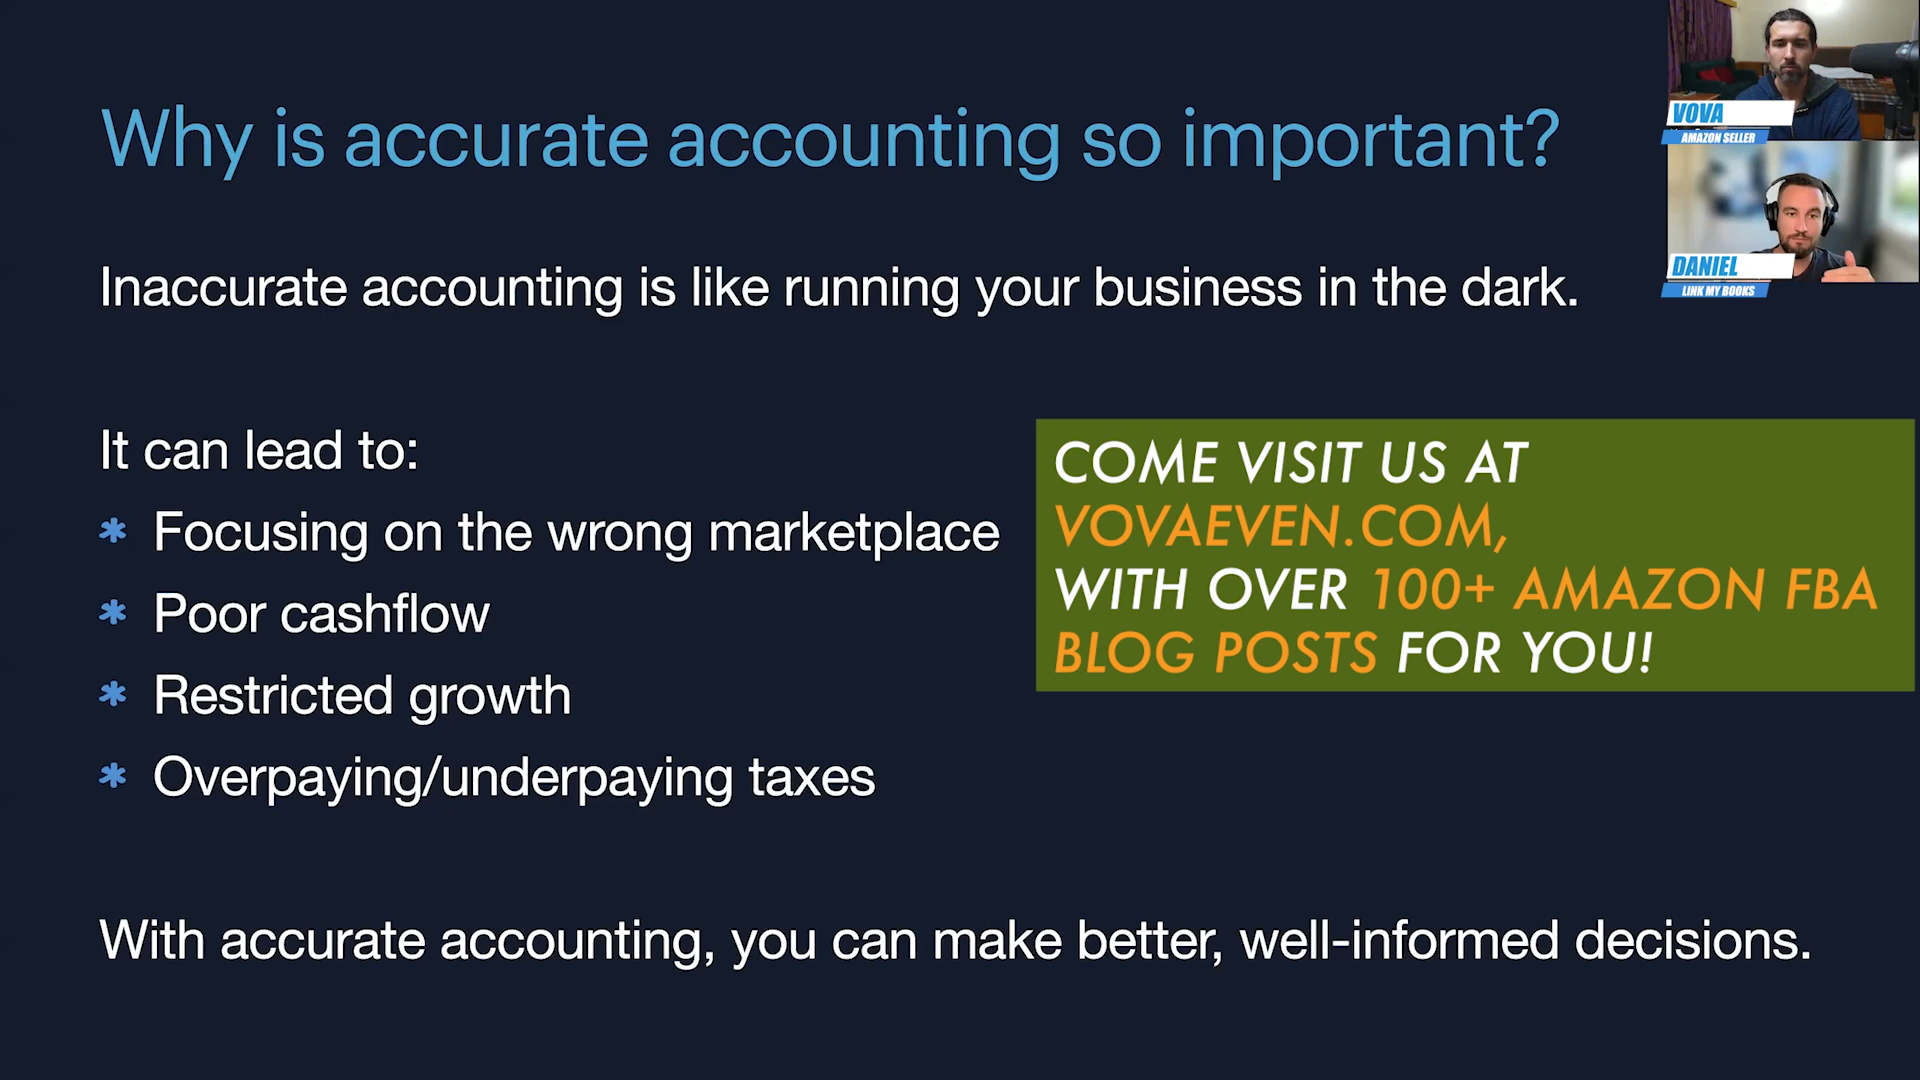 Why is accurate accounting so important?
VOVA
AMAZON SELLER
DANIEL
LINK MY BOOKS
Inaccurate accounting is like running your business in the dark.
It can lead to:
* Focusing on the wrong marketplace
* Poor cashflow
* Restricted growth
* Overpaying/underpaying taxes
COME VISIT US AT
VOVAEVEN.COM,
WITH OVER 100+ AMAZON FBA
BLOG POSTS FOR YOU!
With accurate accounting, you can make better, well-informed decisions.